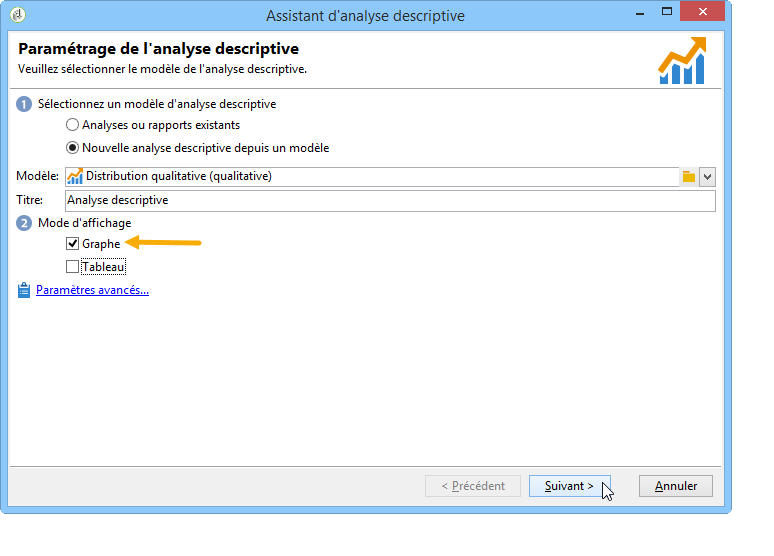 Assistant d'analyse descriptive
Paramétrage de l'analyse descriptive
Veuillez sélectionner le modèle de l'analyse descriptive.
1 Sélectionnez un modèle d'analyse descriptive
Analyses ou rapports existants
Nouvelle analyse descriptive depuis un modèle
Modèle: Distribution qualitative (qualitative)
Titre: Analyse descriptive
2 Mode d'affichage
Graphe
Tableau
Paramètres avancés...
< Précédent Suivant > Annuler